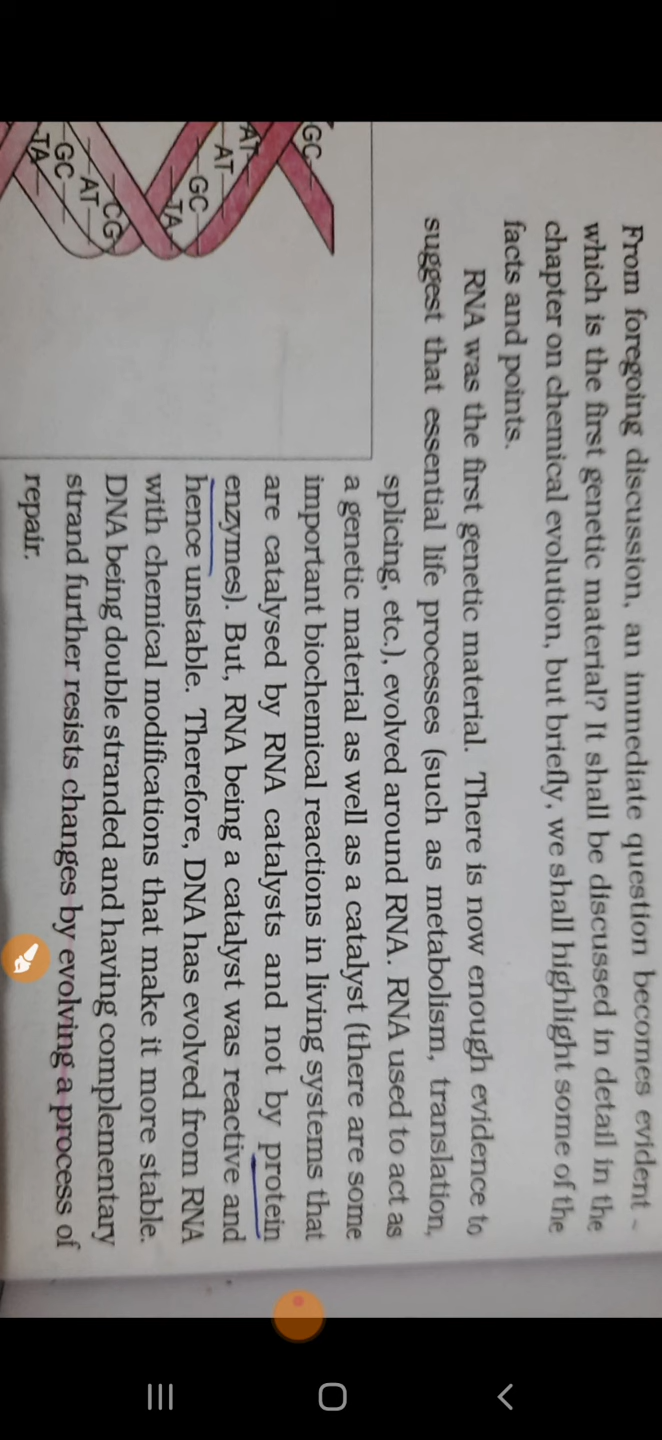 From foregoing discussion, an immediate question becomes evident -
which is the first genetic material? It shall be discussed in detail in the
chapter on chemical evolution, but briefly, we shall highlight some of the
facts and points.
RNA was the first genetic material. There is now enough evidence to
suggest that essential life processes (such as metabolism, translation,
splicing, etc.), evolved around RNA. RNA used to act as
a genetic material as well as a catalyst (there are some
important biochemical reactions in living systems that
are catalysed by RNA catalysts and not by protein
enzymes). But, RNA being a catalyst was reactive and
hence unstable. Therefore, DNA has evolved from RNA
with chemical modifications that make it more stable.
DNA being double stranded and having complementary
strand further resists changes by evolving a process of
repair.
GC
AT
AT
GC
TA
CG
AT
GC
TA